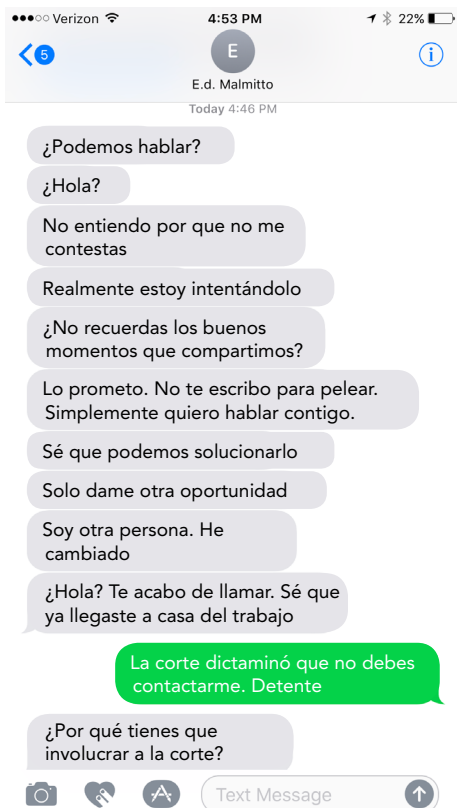 Verizon 4:53 PM 22%
5
E
E.d. Malmitto
Today 4:46 PM
¿Podemos hablar?
¿Hola?
No entiendo por que no me
contestas
Realmente estoy intentándolo
¿No recuerdas los buenos
momentos que compartimos?
Lo prometo. No te escribo para pelear.
Simplemente quiero hablar contigo.
Sé que podemos solucionarlo
Solo dame otra oportunidad
Soy otra persona. He
cambiado
¿Hola? Te acabo de llamar. Sé que
ya llegaste a casa del trabajo
La corte dictaminó que no debes
contactarme. Detente
¿Por qué tienes que
involucrar a la corte?
Text Message